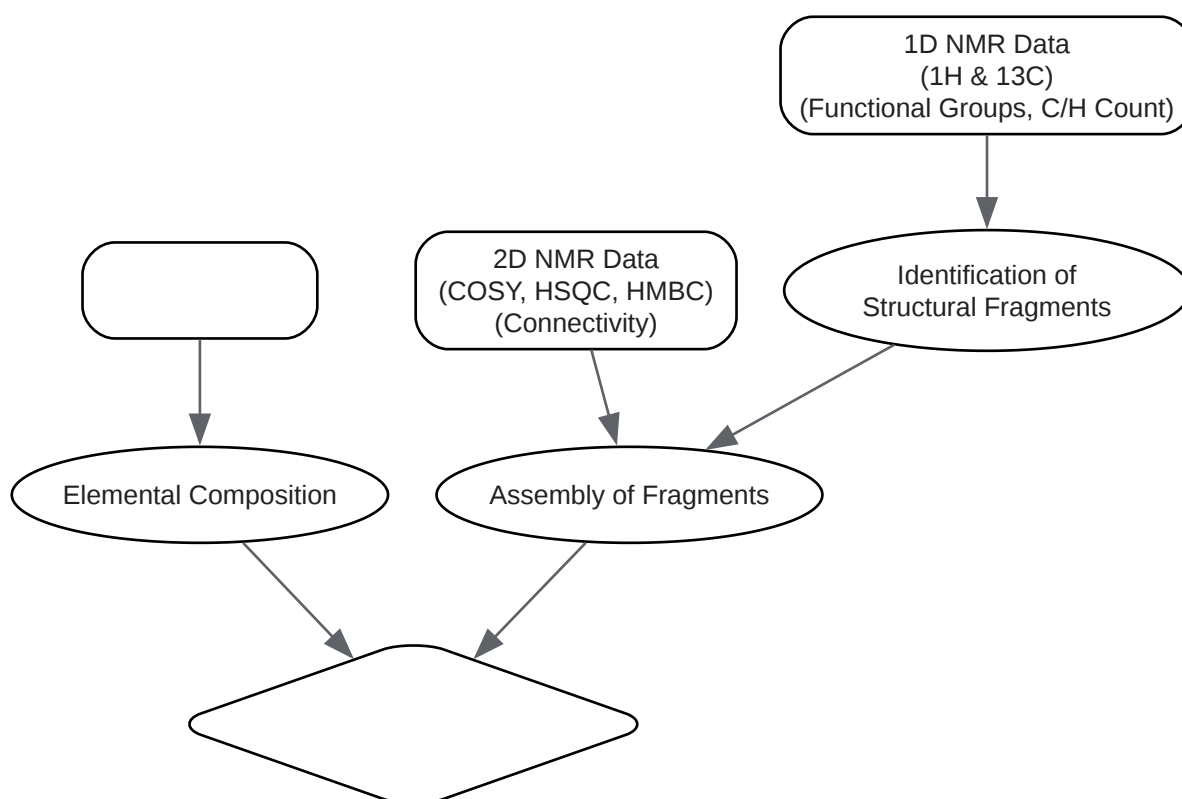 1D NMR Data
(1H & 13C)
(Functional Groups, C/H Count)
2D NMR Data
(COSY, HSQC, HMBC)
(Connectivity)
Identification of
Structural Fragments
Elemental Composition
Assembly of Fragments